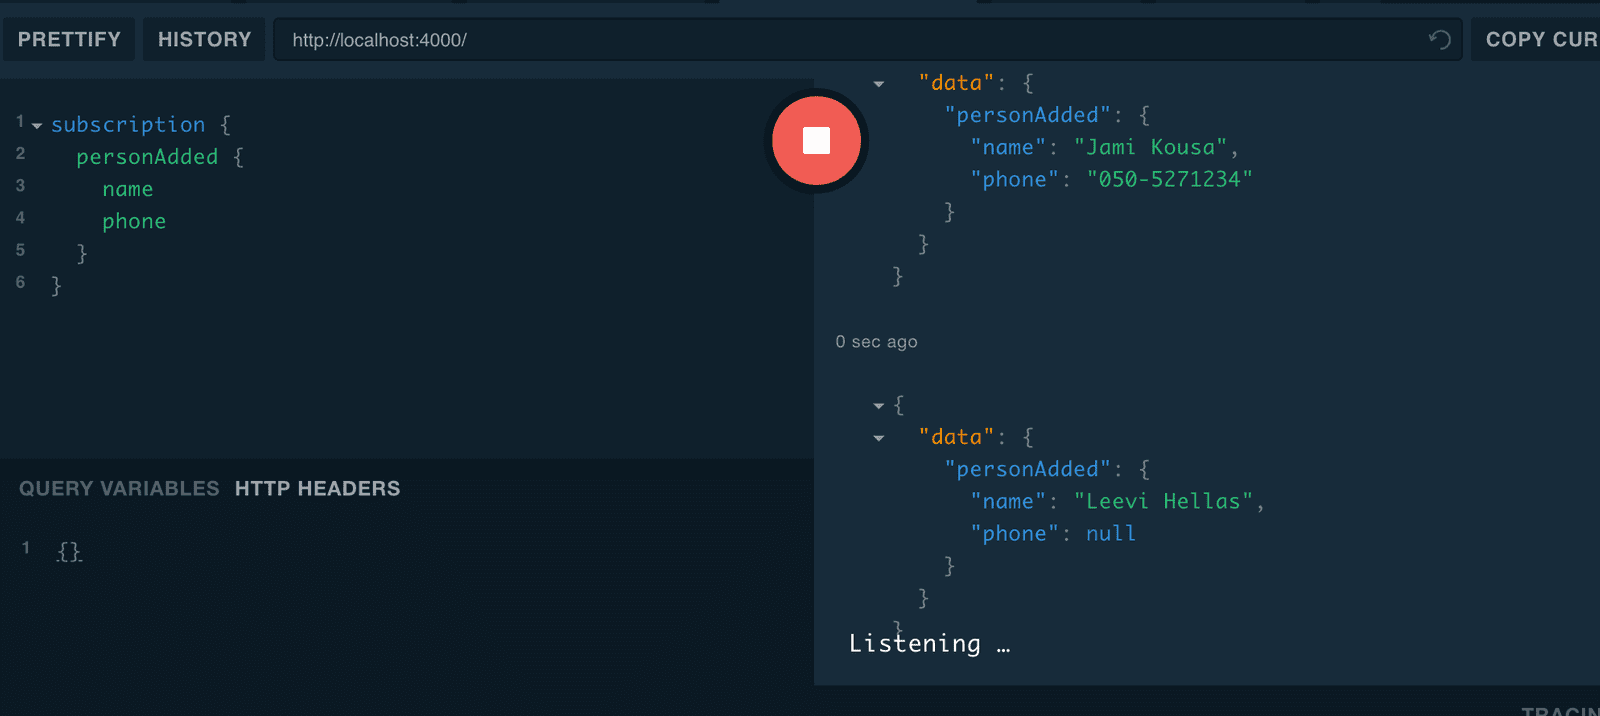 PRETTIFY HISTORY http://localhost:4000/ COPY CUR
1 subscription {
2 personAdded {
3 name
4 phone
5 }
6 }
QUERY VARIABLES HTTP HEADERS
1 {}
"data": {
"personAdded": {
"name": "Jami Kousa",
"phone": "050-5271234"
}
}
}
0 sec ago
{
"data": {
"personAdded": {
"name": "Leevi Hellas",
"phone": null
}
}
}
Listening …
TRACIN